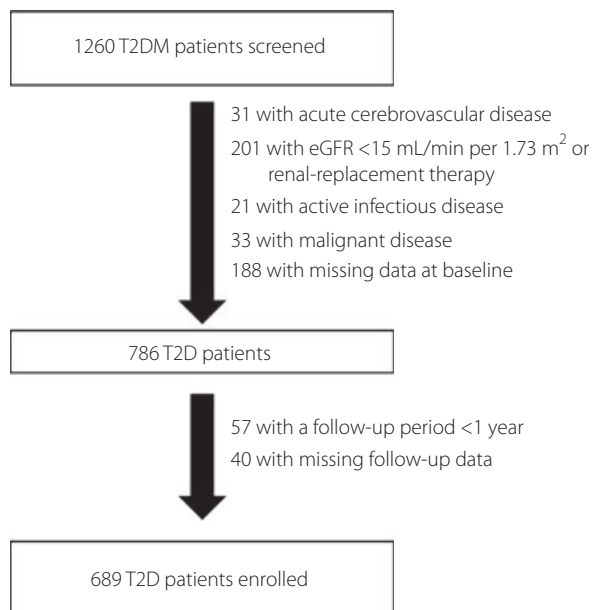 1260 T2DM patients screened
31 with acute cerebrovascular disease
201 with eGFR <15 mL/min per 1.73 m² or
renal-replacement therapy
21 with active infectious disease
33 with malignant disease
188 with missing data at baseline
786 T2D patients
57 with a follow-up period <1 year
40 with missing follow-up data
689 T2D patients enrolled